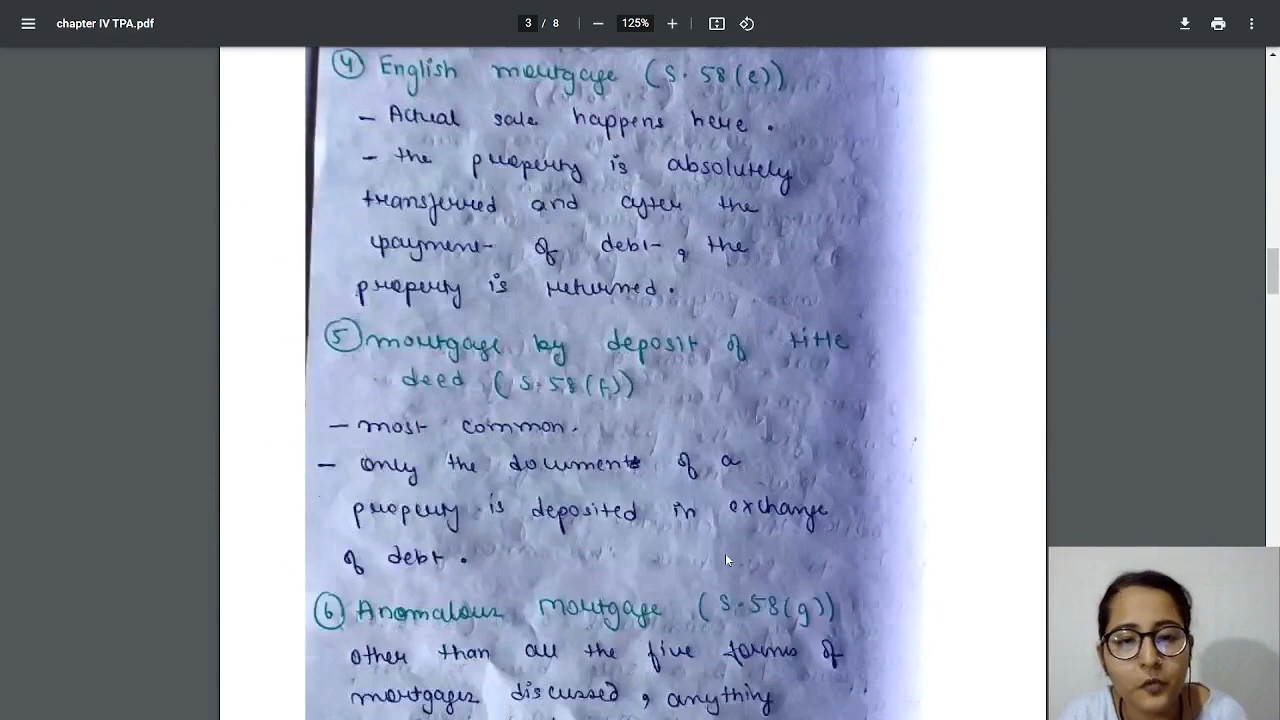 chapter IV TPA.pdf
3 / 8
125%
4 English mortgage (S. 58(e))
- Actual sale happens here.
- the property is absolutely
transferred and after the
payment of debt, the
property is returned.
5 mortgage by deposit of title
deed (S.58(f))
- most common.
- only the document of a
property is deposited in exchange
of debt.
6 Anomalous mortgage (S.58(g))
other than all the five forms of
mortgages discussed, anything